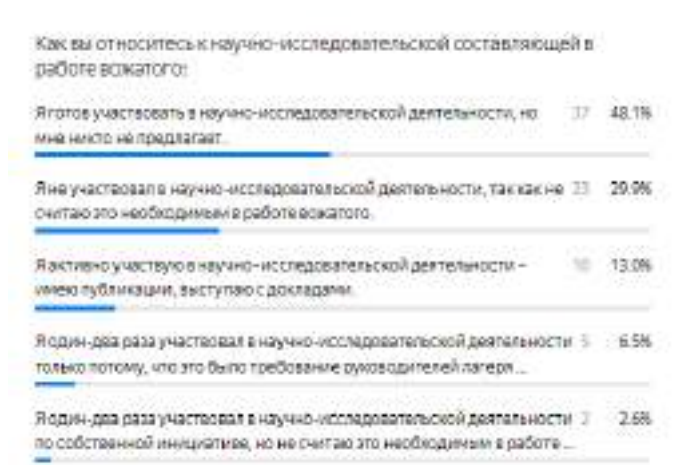 Как вы относитесь к научно-исследовательской составляющей в
работе вожатого?
Я готов участвовать в научно-исследовательской деятельности, но 37 48.1%
мне никто не предлагает.
Я не участвовал в научно-исследовательской деятельности, так как не 23 29.9%
считаю это необходимым в работе вожатого.
Я активно участвую в научно-исследовательской деятельности – 10 13.0%
имею публикации, выступаю с докладами.
Я один-два раза участвовал в научно-исследовательской деятельности 5 6.5%
только потому, что это было требование руководителей лагеря ...
Я один-два раза участвовал в научно-исследовательской деятельности 2 2.6%
по собственной инициативе, но не считаю это необходимым в работе ...